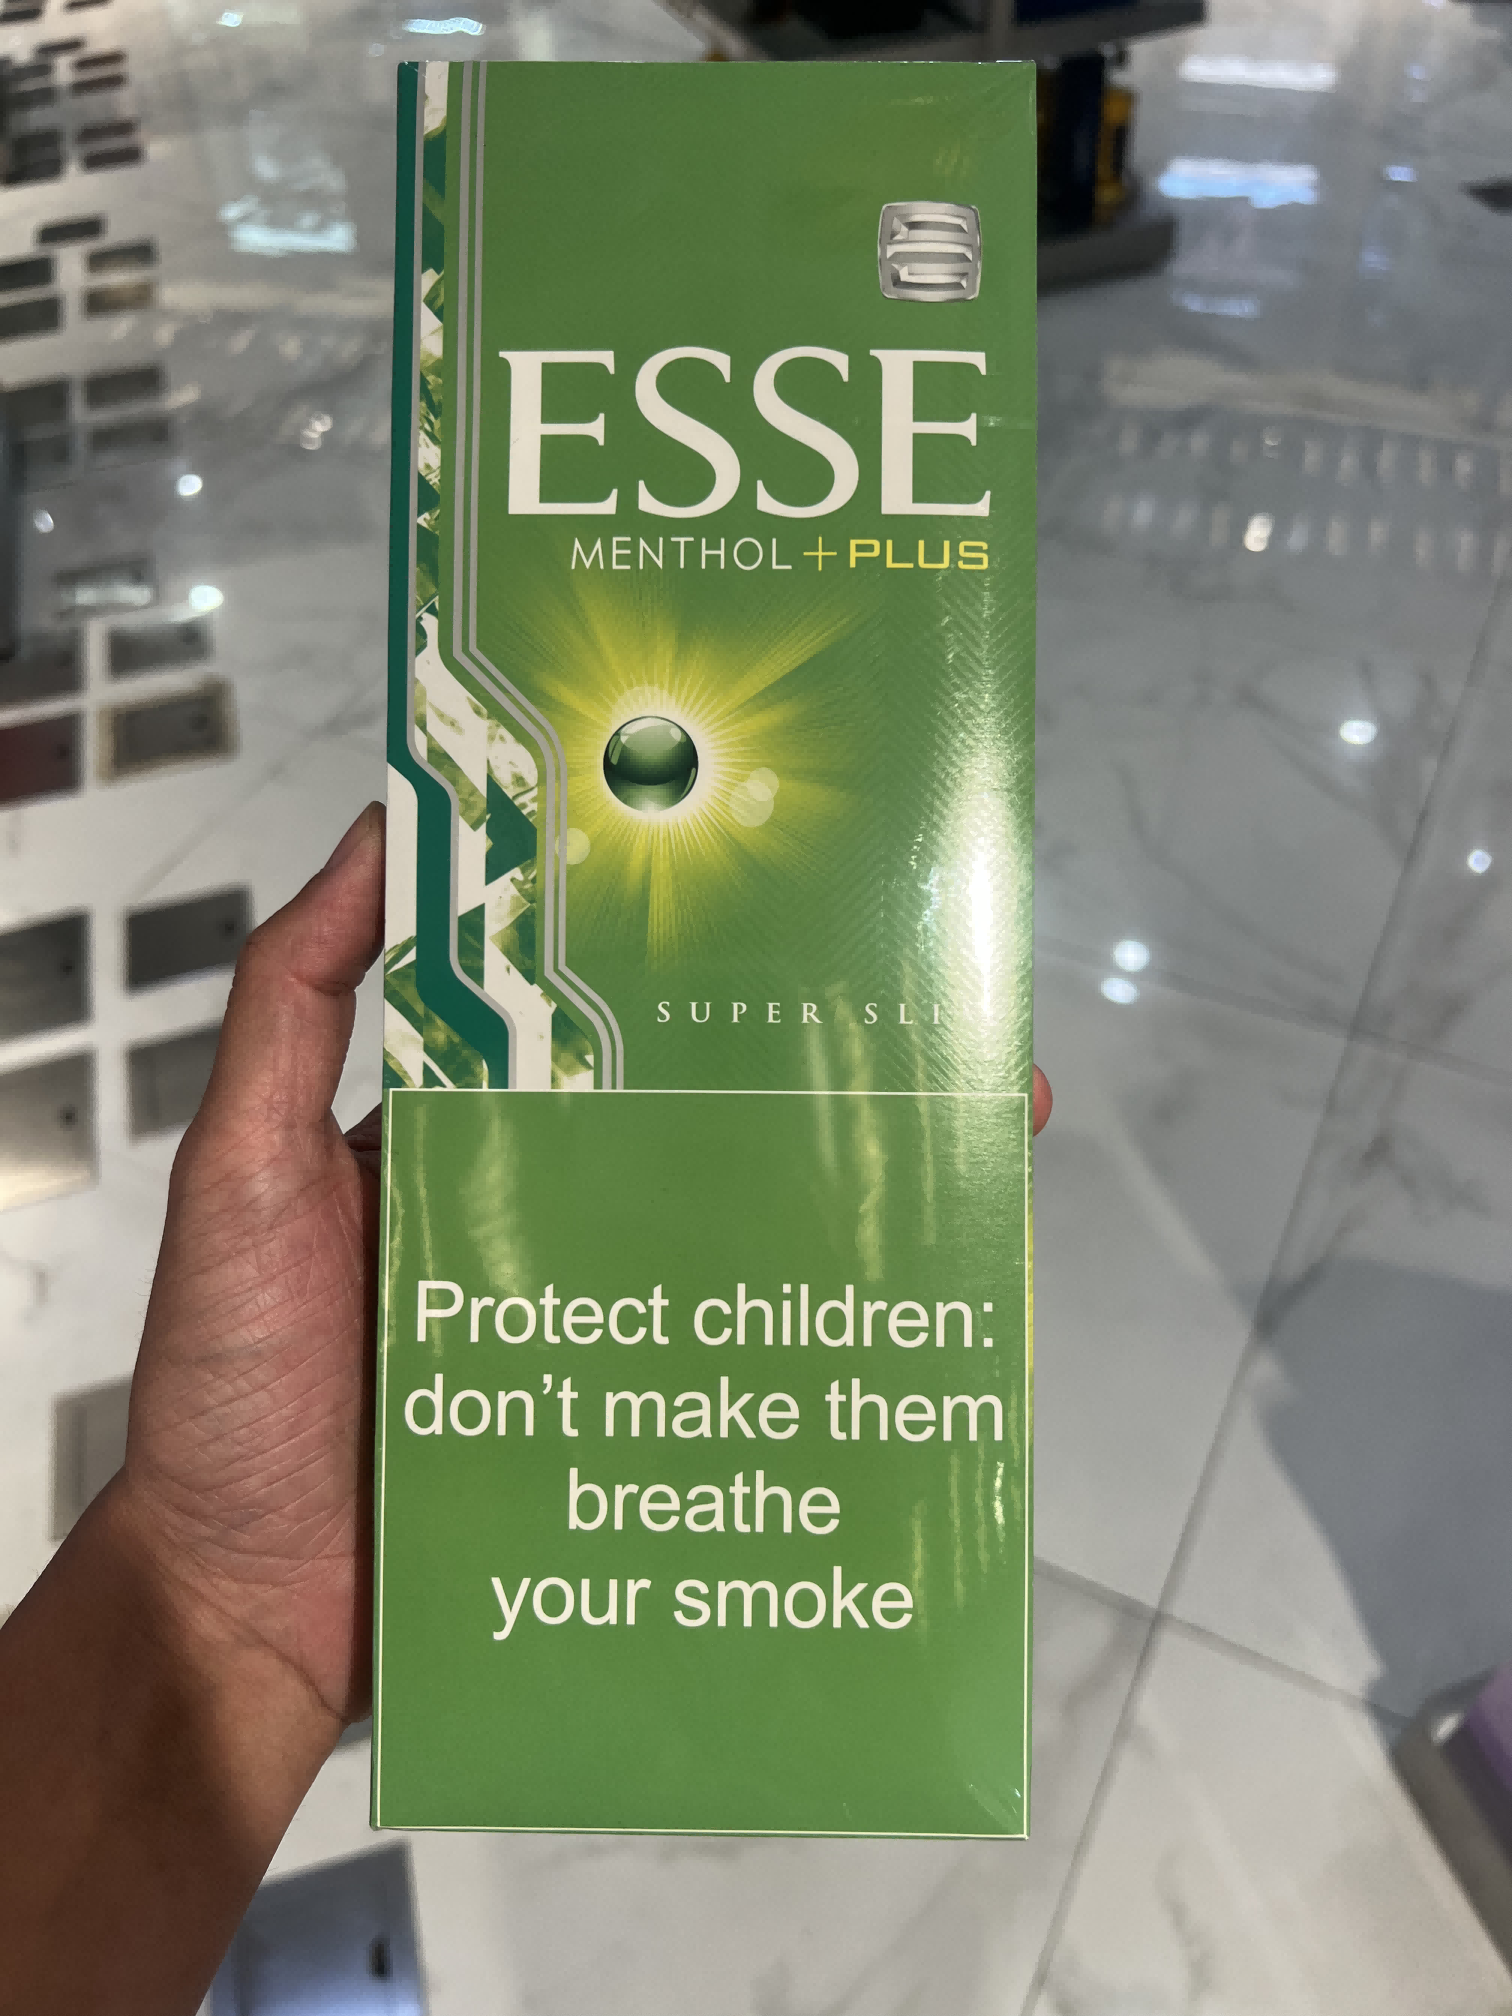 ESSE
MENTHOL+PLUS
SUPER
Protect children:
don't make them
breathe
your smoke